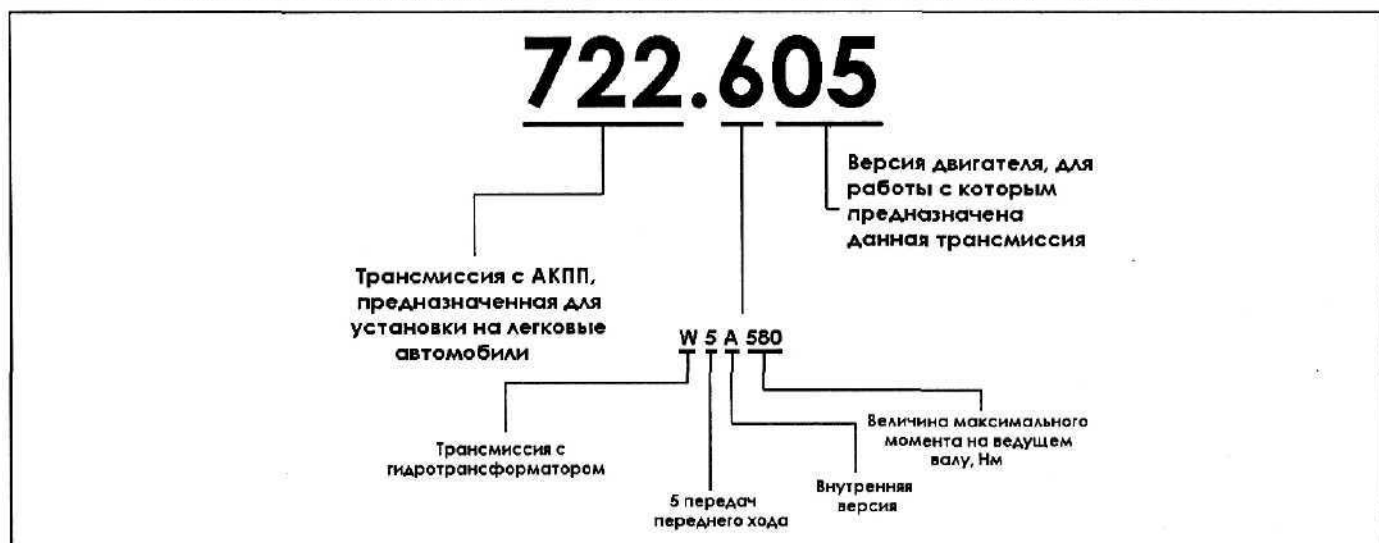 722.605
Версия двигателя, для
работы с которым
предназначена
данная трансмиссия
Трансмиссия с АКПП,
предназначенная для
установки на легковые
автомобили
W 5 A 580
Величина максимального
момента на ведущем
валу, Нм
Трансмиссия с
гидротрансформатором
Внутренняя
версия
5 передач
переднего хода